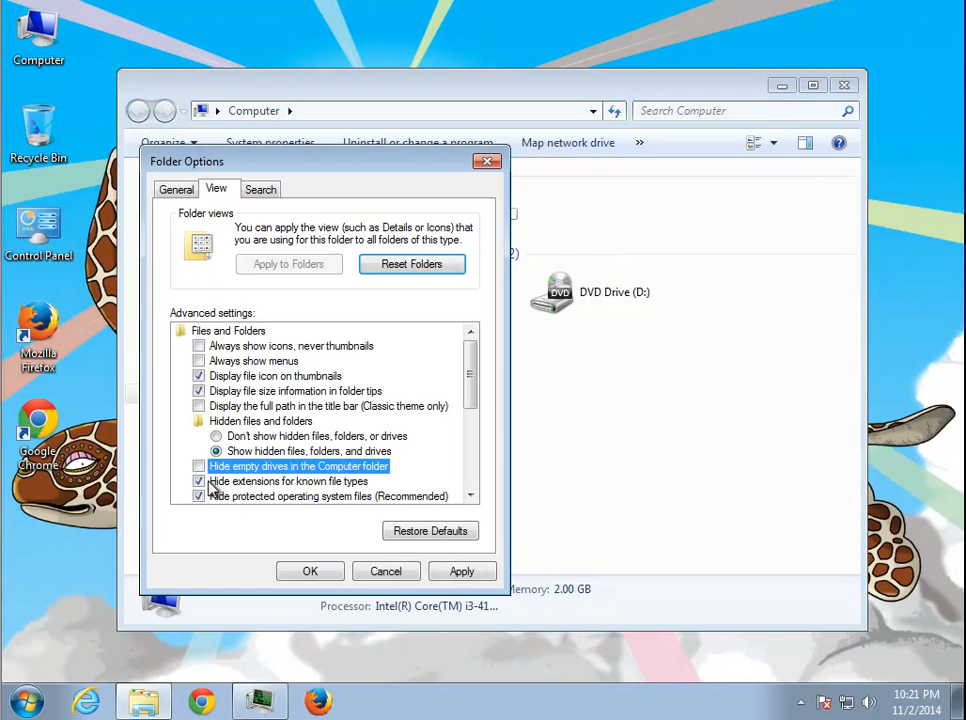 Computer
Recycle Bin
Control Panel
Mozilla
Firefox
Google
Chrome
Computer
Search Computer
Organize
System properties
Uninstall or change a program
Map network drive
»
2)
DVD
DVD Drive (D:)
Memory: 2.00 GB
Processor: Intel(R) Core(TM) i3-41...
Folder Options
General
View
Search
Folder views
You can apply the view (such as Details or Icons) that
you are using for this folder to all folders of this type.
Apply to Folders
Reset Folders
Advanced settings:
Files and Folders
Always show icons, never thumbnails
Always show menus
Display file icon on thumbnails
Display file size information in folder tips
Display the full path in the title bar (Classic theme only)
Hidden files and folders
Don't show hidden files, folders, or drives
Show hidden files, folders, and drives
Hide empty drives in the Computer folder
Hide extensions for known file types
Hide protected operating system files (Recommended)
Restore Defaults
OK
Cancel
Apply
10:21 PM
11/2/2014